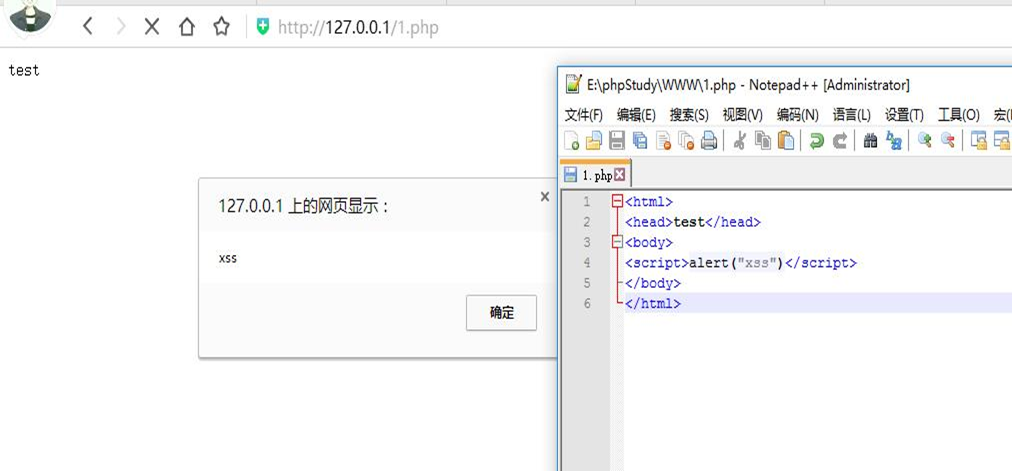 http://127.0.0.1/1.php
test
127.0.0.1 上的网页显示：
xss
确定
E:\phpStudy\WWW\1.php - Notepad++ [Administrator]
文件(F) 编辑(E) 搜索(S) 视图(V) 编码(N) 语言(L) 设置(T) 工具(O) 宏(
1.php
1 <html>
2 <head>test</head>
3 <body>
4 <script>alert("xss")</script>
5 </body>
6 </html>